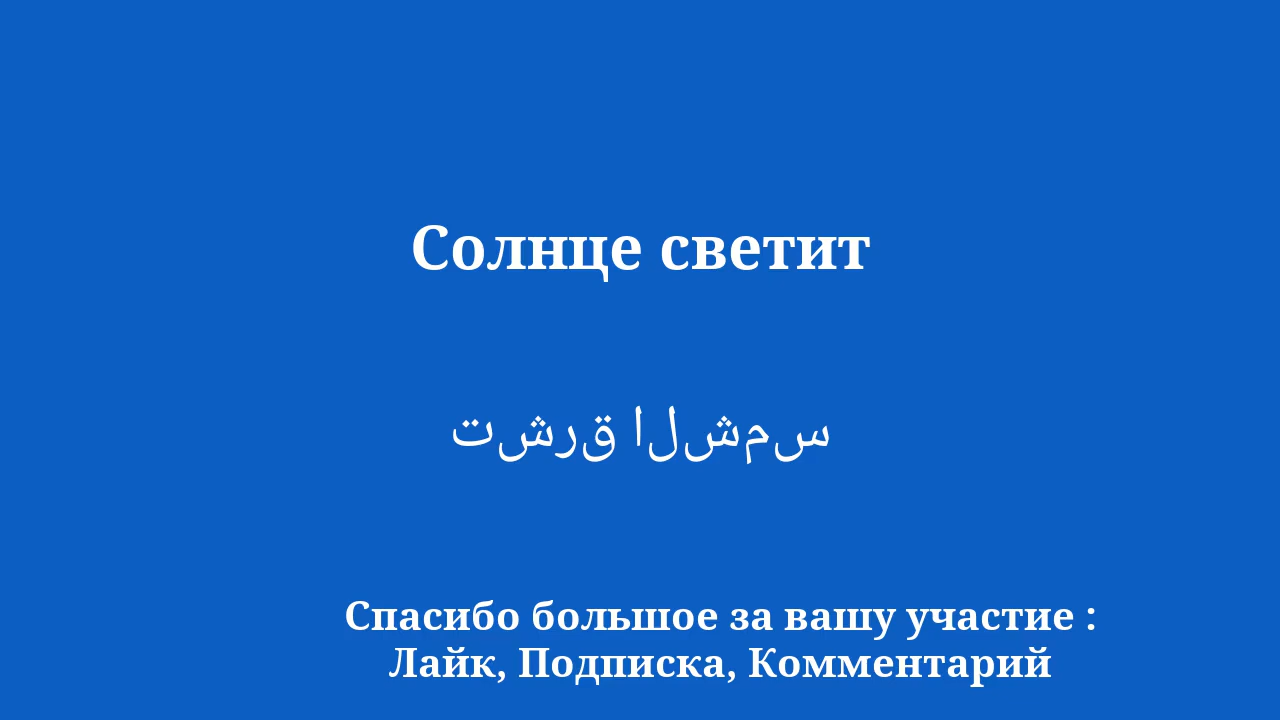 Солнце светит
تشرق الشمس
Спасибо большое за вашу участие :
Лайк, Подписка, Комментарий